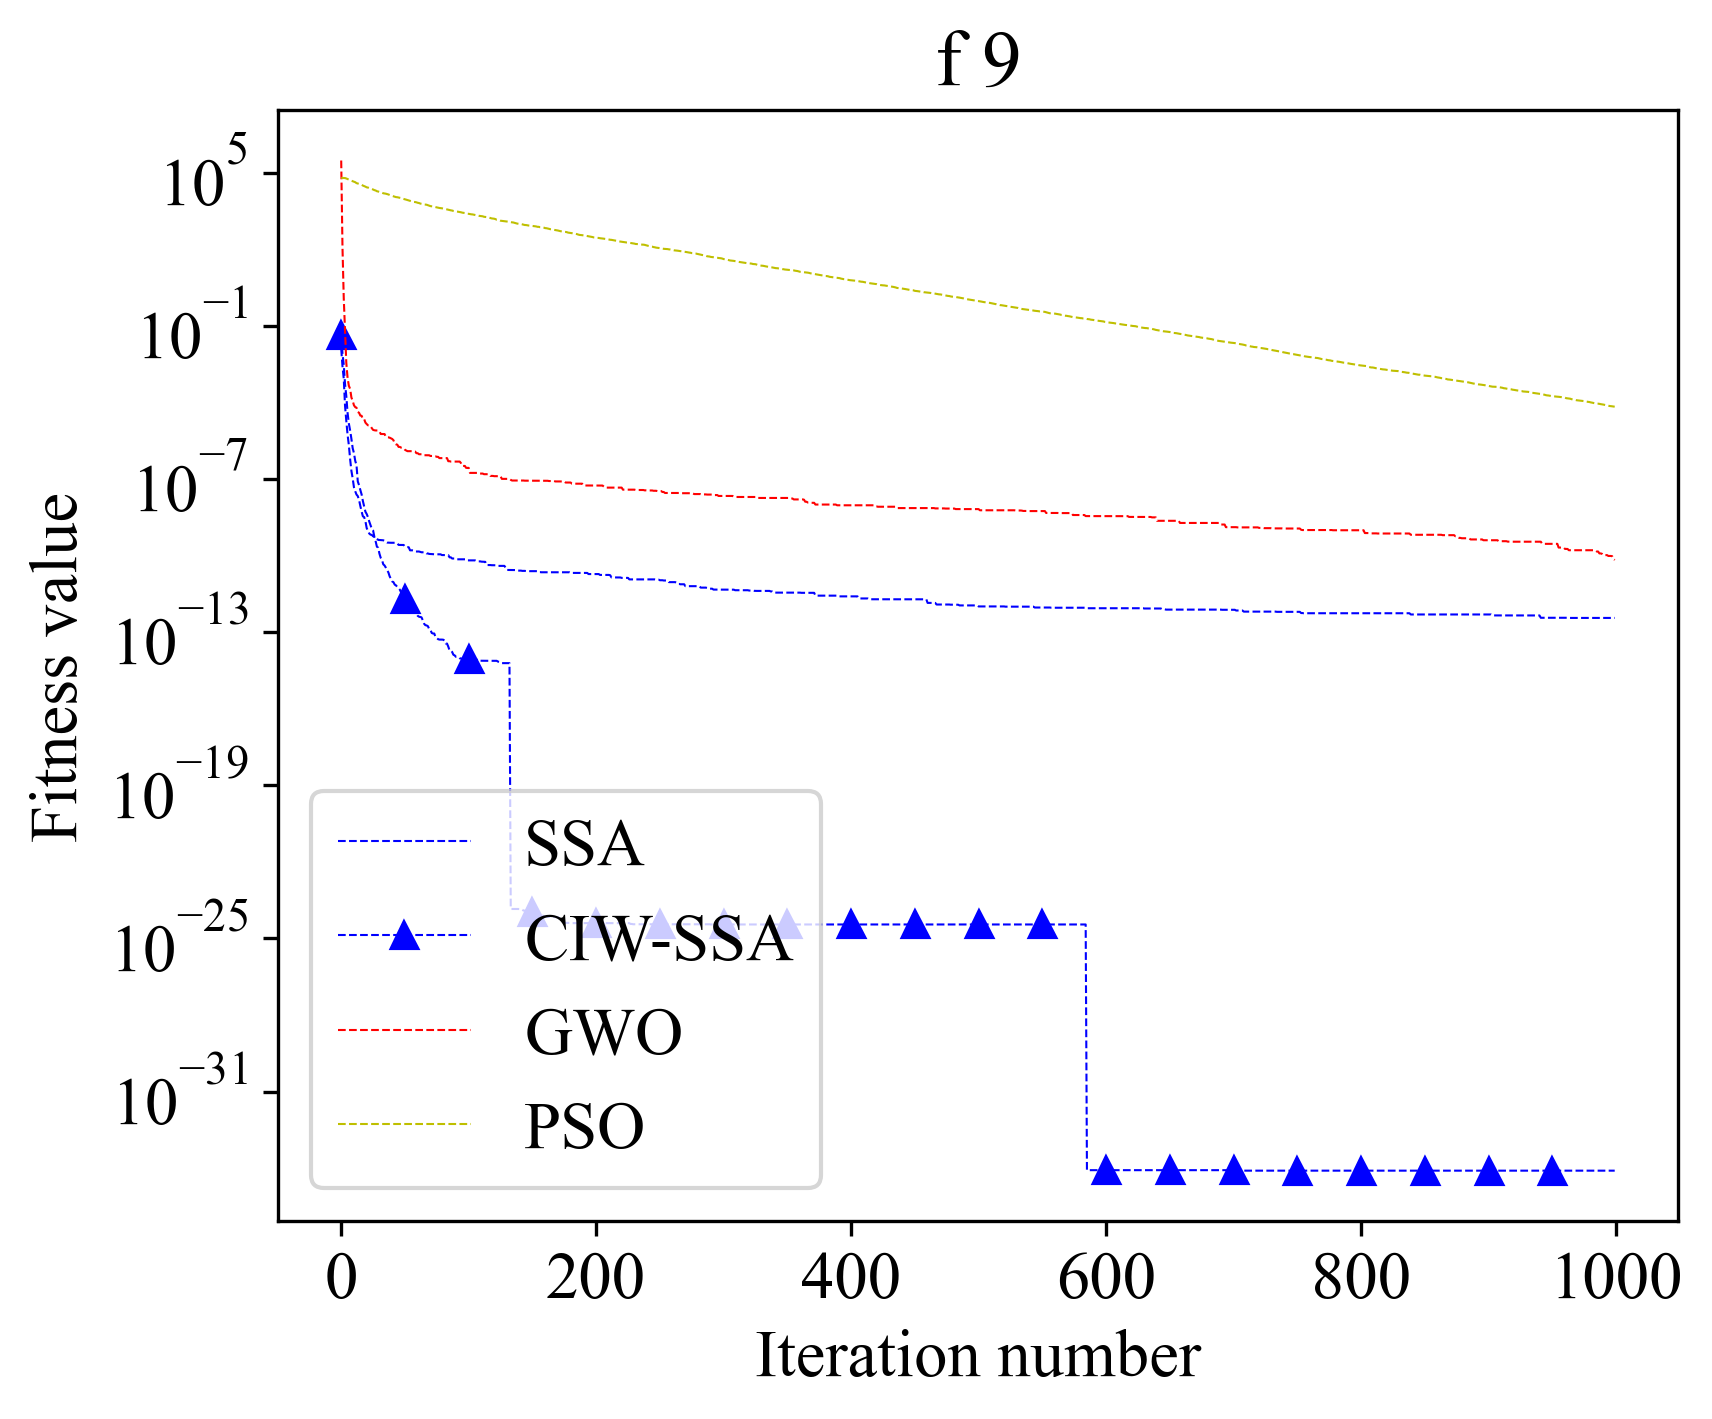 f 9
Fitness value
10^5
10^−1
10^−7
10^−13
10^−19
10^−25
10^−31
SSA
CIW-SSA
GWO
PSO
0 200 400 600 800 1000
Iteration number